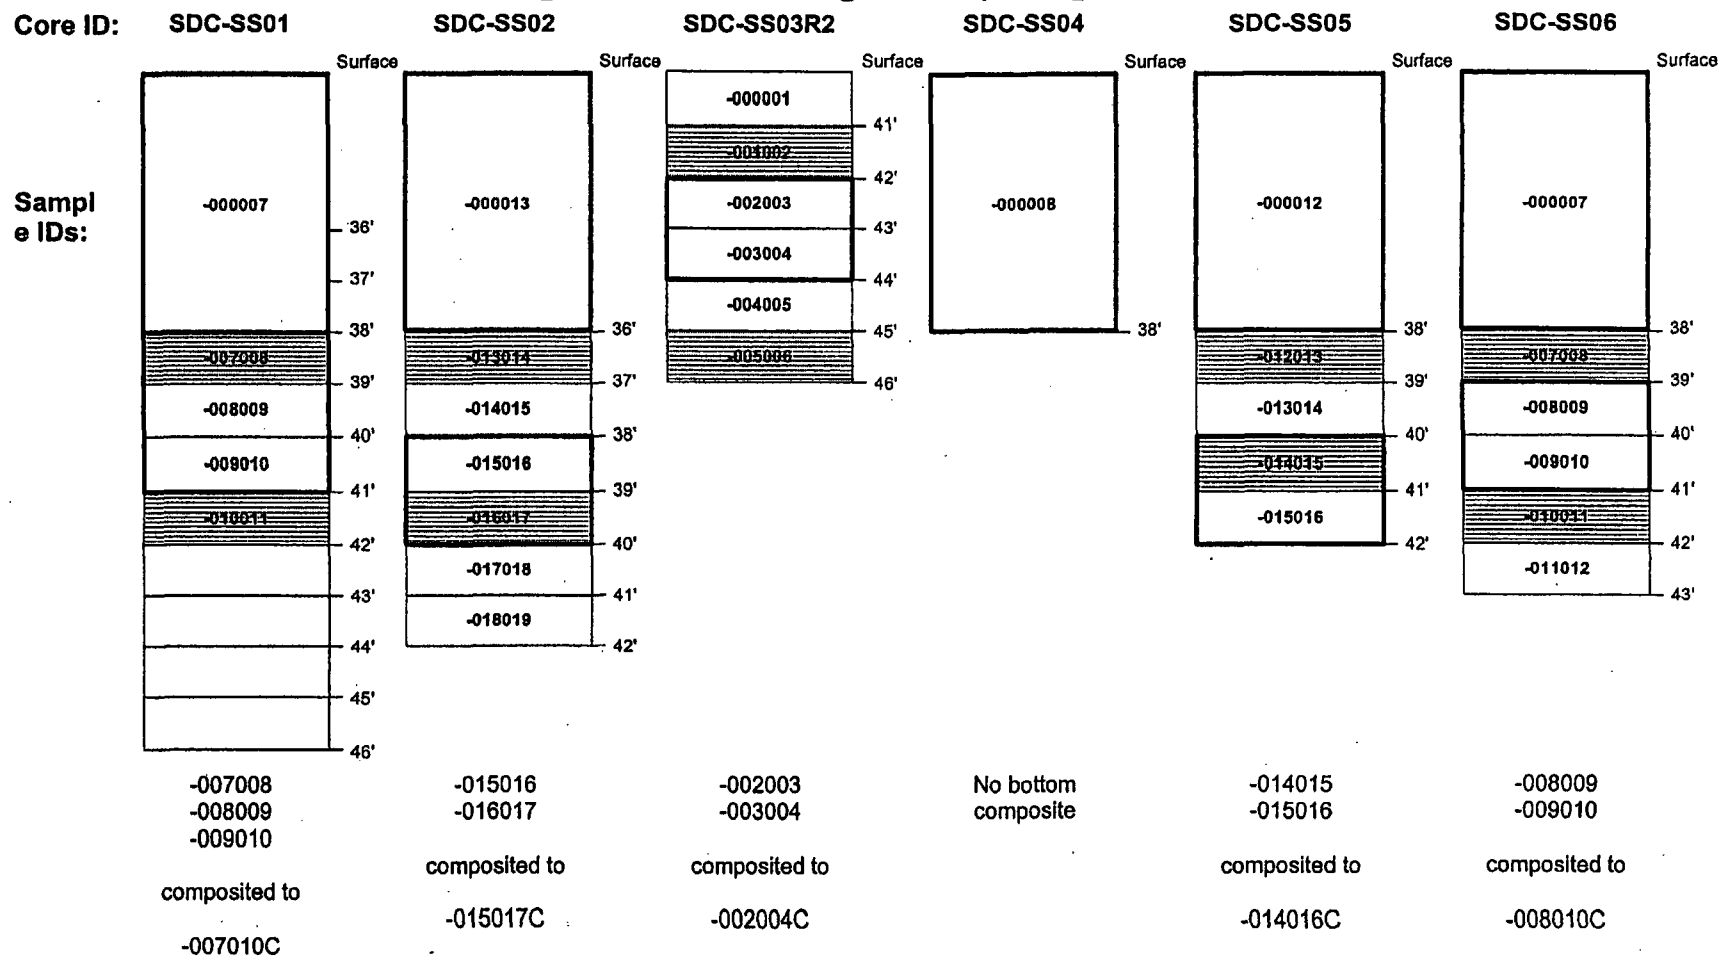 Core ID: SDC-SS01 SDC-SS02 SDC-SS03R2 SDC-SS04 SDC-SS05 SDC-SS06
Surface Surface Surface Surface Surface Surface
-000001
41'
-001002
42'
Sampl
e IDs:
-000007 -000013 -002003 -000008 -000012 -000007
36' 43'
-003004
37' 44'
-004005
38' 36' 45' 38' 38' 38'
-007008 -013014 -005006 -012013 -007008
39' 37' 46' 39' 39'
-008009 -014015 -013014 -008009
40' 38' 40' 40'
-009010 -015016 -014015 -009010
41' 39' 41' 41'
-010011 -016017 -015016 -010011
42' 40' 42' 42'
-017018 -011012
43' 41' 43'
-018019
44' 42'
45'
46'
-007008 -015016 -002003 No bottom -014015 -008009
-008009 -016017 -003004 composite -015016 -009010
-009010
composited to composited to composited to composited to
composited to
-015017C -002004C -014016C -008010C
-007010C